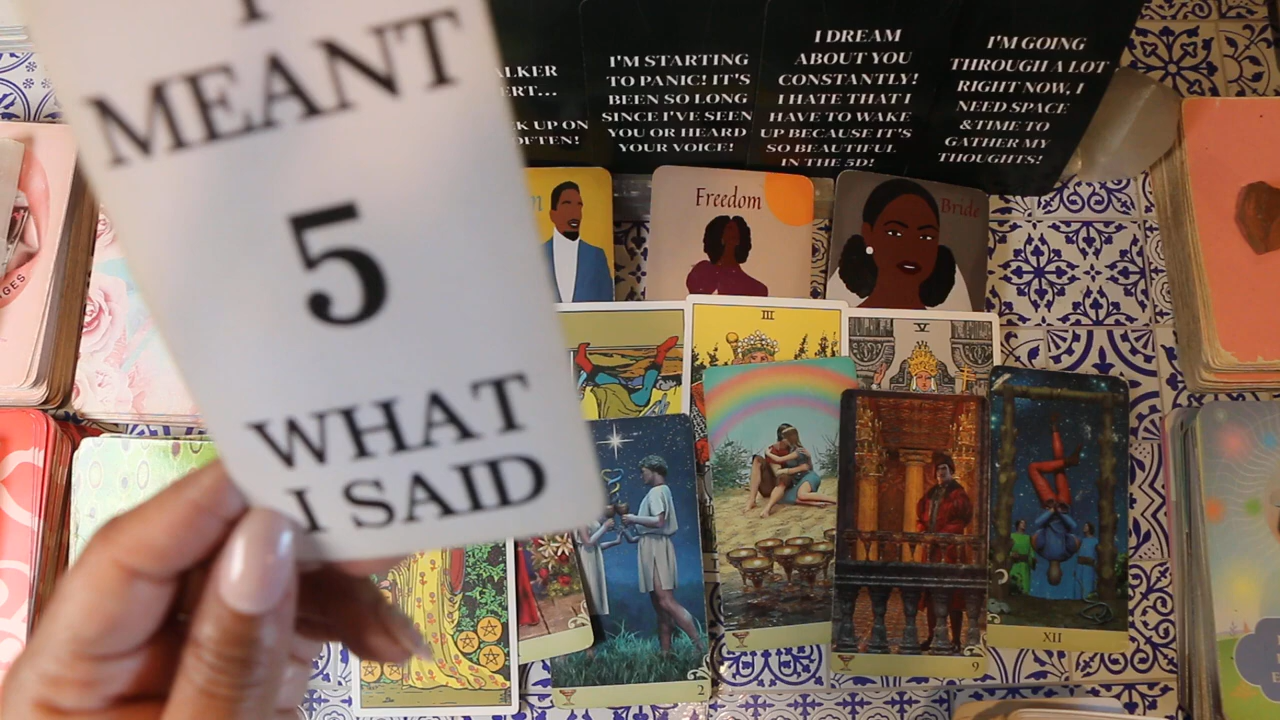 MEANT
5
WHAT
I SAID
I'M STARTING
TO PANIC! IT'S
BEEN SO LONG
SINCE I'VE SEEN
YOU OR HEARD
YOUR VOICE!
I DREAM
ABOUT YOU
CONSTANTLY!
I HATE THAT I
HAVE TO WAKE
UP BECAUSE IT'S
SO BEAUTIFUL
IN THE 5D!
I'M GOING
THROUGH A LOT
RIGHT NOW, I
NEED SPACE
&TIME TO
GATHER MY
THOUGHTS!
UP ON
Freedom
Bride
III
V
2
9
XII